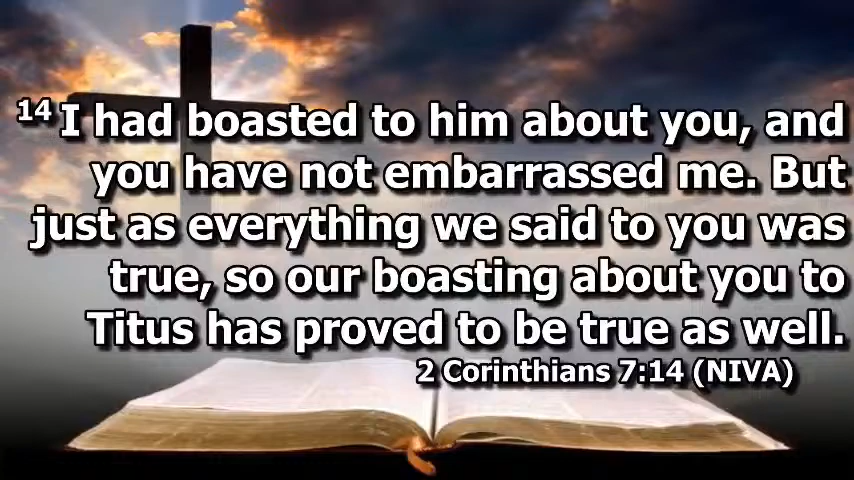 14 I had boasted to him about you, and
you have not embarrassed me. But
just as everything we said to you was
true, so our boasting about you to
Titus has proved to be true as well.
2 Corinthians 7:14 (NIVA)